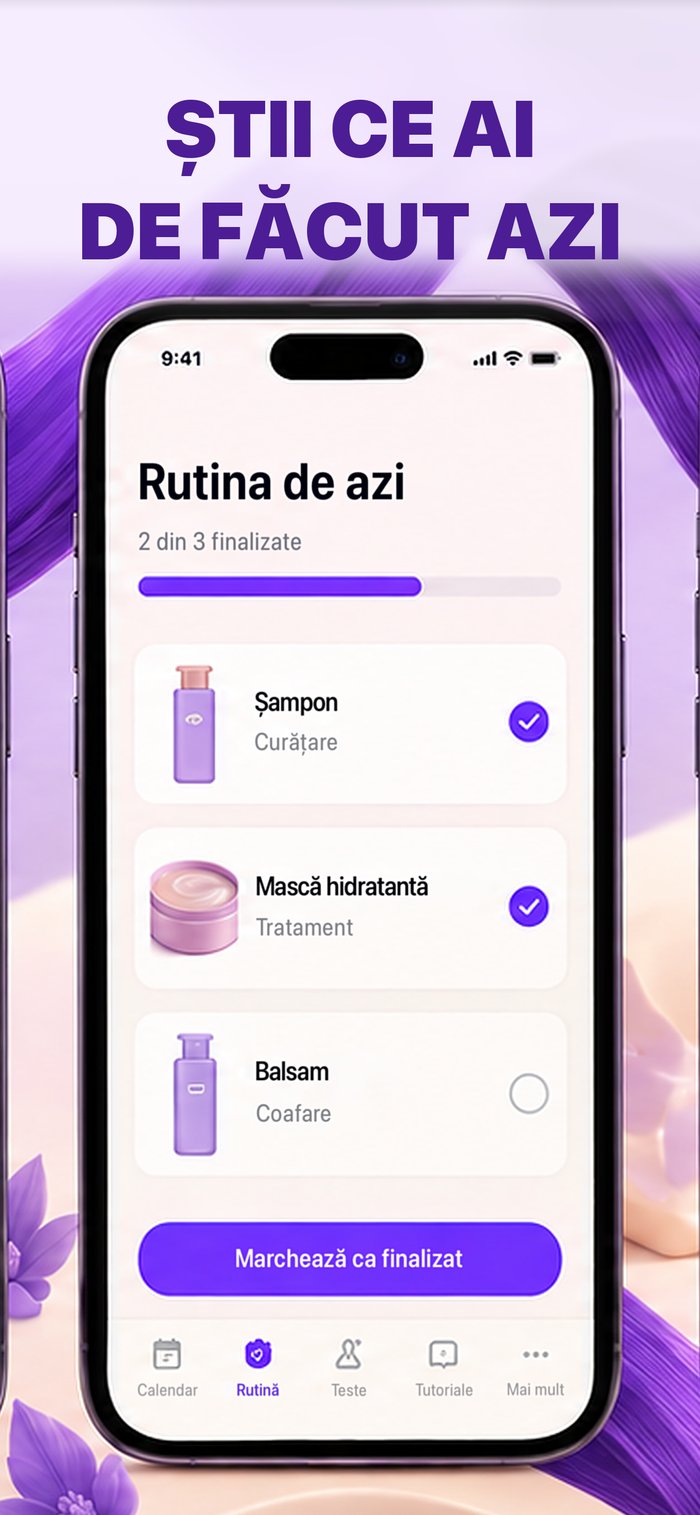 ȘTII CE AI
DE FĂCUT AZI
9:41
Rutina de azi
2 din 3 finalizate
Șampon
Curățare
Mască hidratantă
Tratament
Balsam
Coafare
Marchează ca finalizat
Calendar
Rutină
Teste
Tutoriale
Mai mult